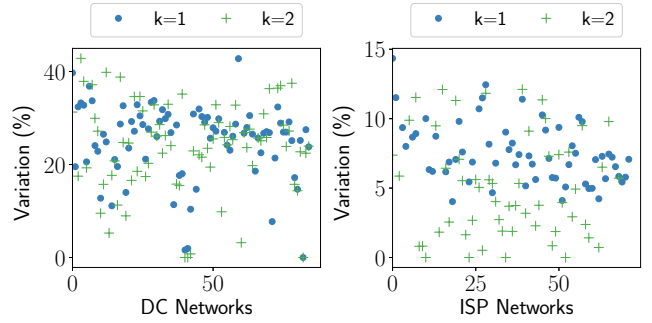 k=1 k=2
Variation (%)
40
20
0
0 50
DC Networks
k=1 k=2
Variation (%)
15
10
5
0
0 25 50
ISP Networks